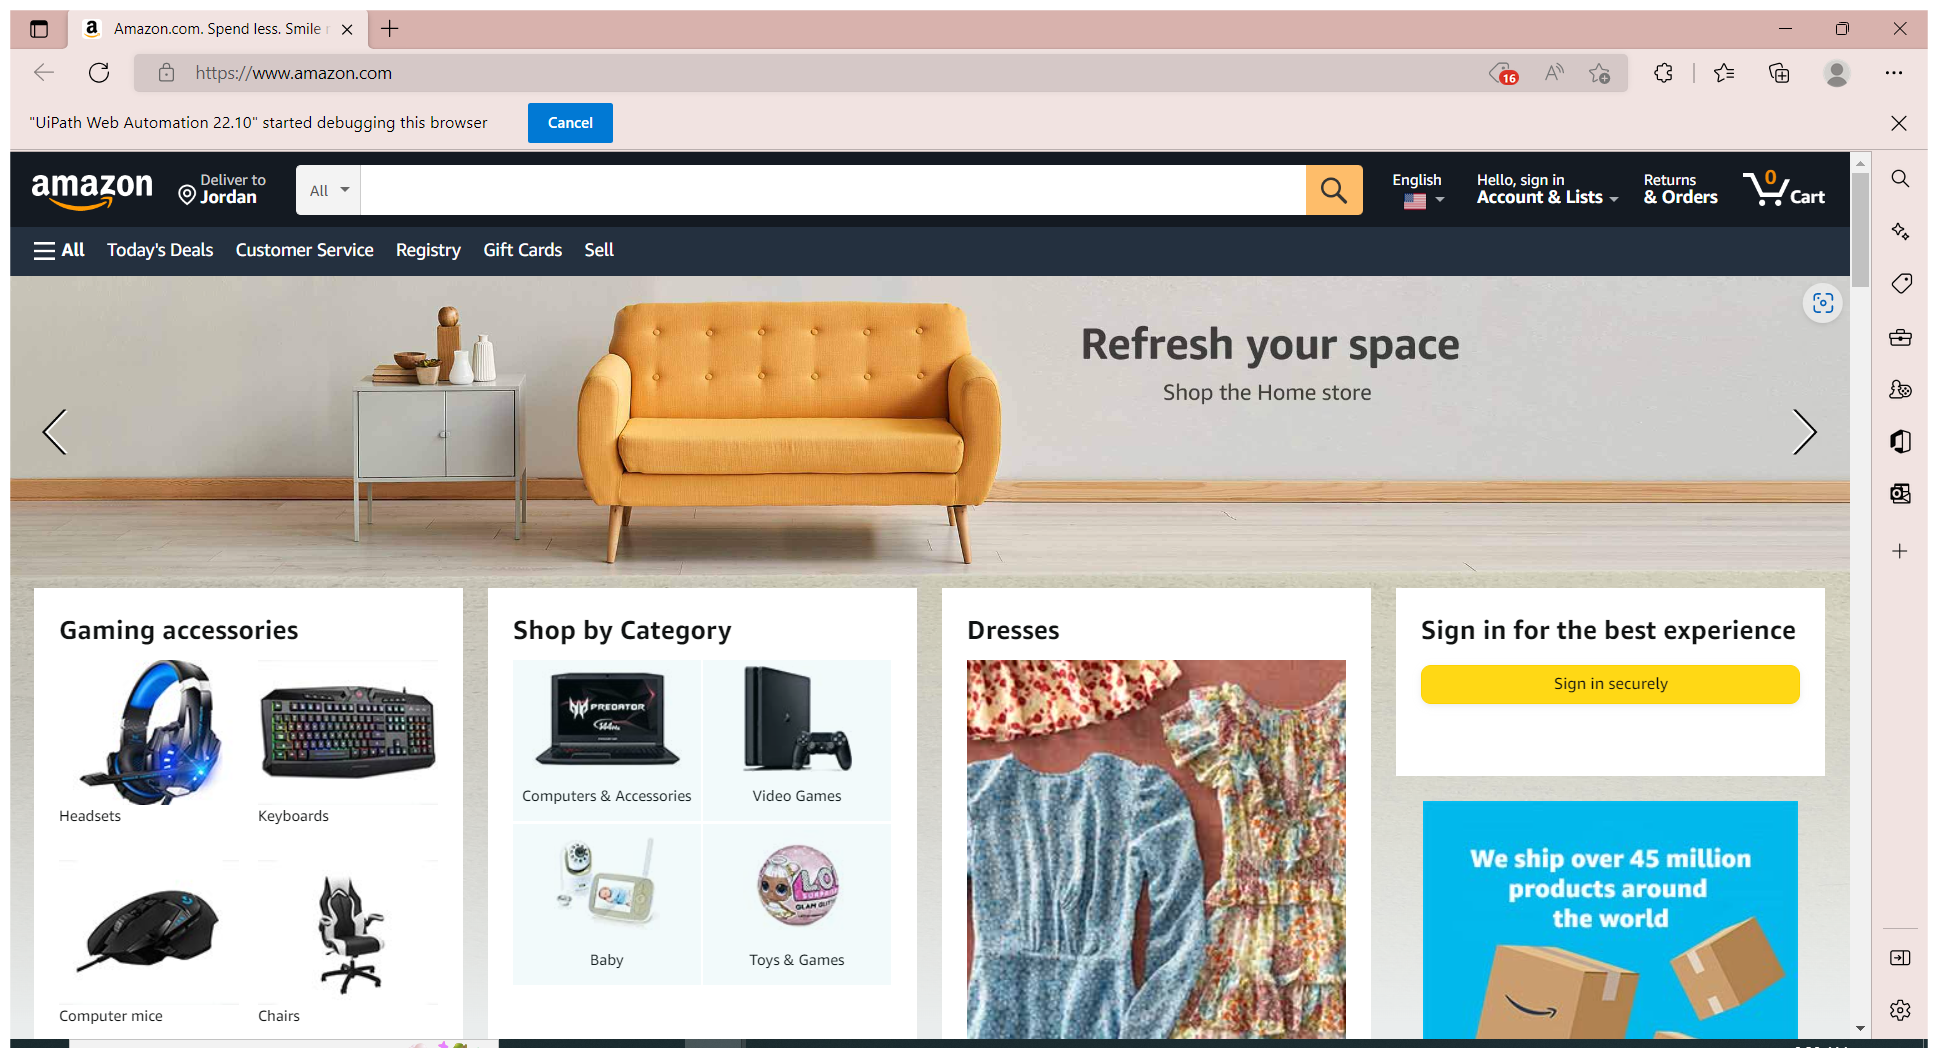 Amazon.com. Spend less. Smile
https://www.amazon.com
16
"UiPath Web Automation 22.10" started debugging this browser
Cancel
amazon
Deliver to
Jordan
All
English
Hello, sign in
Account & Lists
Returns
& Orders
0
Cart
All
Today's Deals
Customer Service
Registry
Gift Cards
Sell
Refresh your space
Shop the Home store
Gaming accessories
Headsets
Keyboards
Computer mice
Chairs
Shop by Category
PREDATOR
144Hz
Computers & Accessories
Video Games
Baby
Toys & Games
Dresses
Sign in for the best experience
Sign in securely
We ship over 45 million
products around
the world